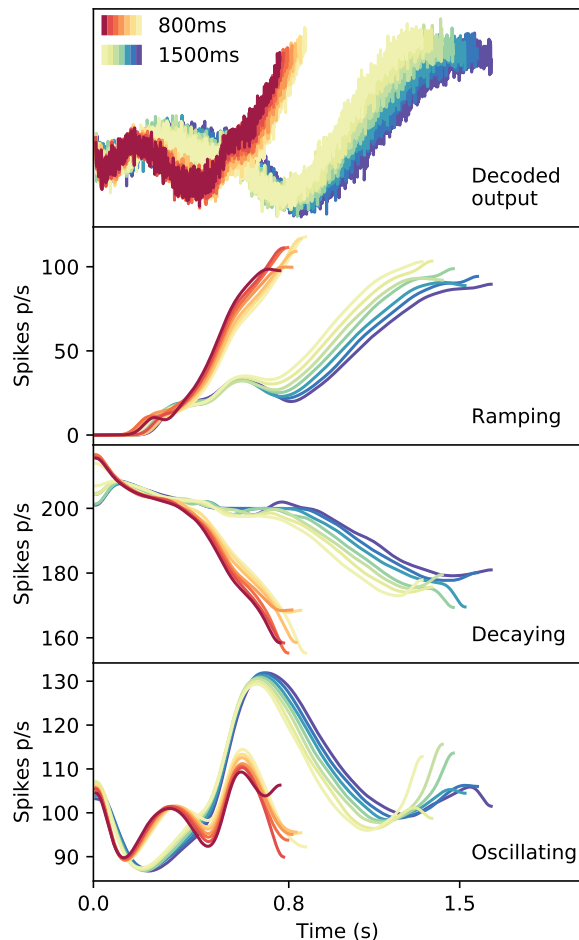 800ms
1500ms
Decoded
output
Spikes p/s
100
50
0
Ramping
Spikes p/s
200
180
160
Decaying
Spikes p/s
130
120
110
100
90
Oscillating
0.0
0.8
1.5
Time (s)